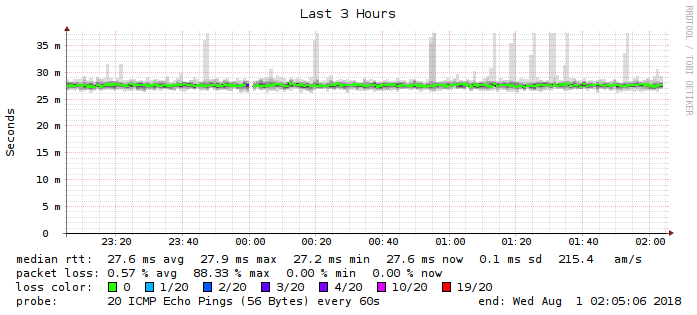 Last 3 Hours
RRDTOOL / TOBI OETIKER
Seconds
35 m
30 m
25 m
20 m
15 m
10 m
5 m
0
23:20 23:40 00:00 00:20 00:40 01:00 01:20 01:40 02:00
median rtt: 27.6 ms avg 27.9 ms max 27.2 ms min 27.6 ms now 0.1 ms sd 215.4 am/s
packet loss: 0.57 % avg 88.33 % max 0.00 % min 0.00 % now
loss color: 0 1/20 2/20 3/20 4/20 10/20 19/20
probe: 20 ICMP Echo Pings (56 Bytes) every 60s end: Wed Aug 1 02:05:06 2018